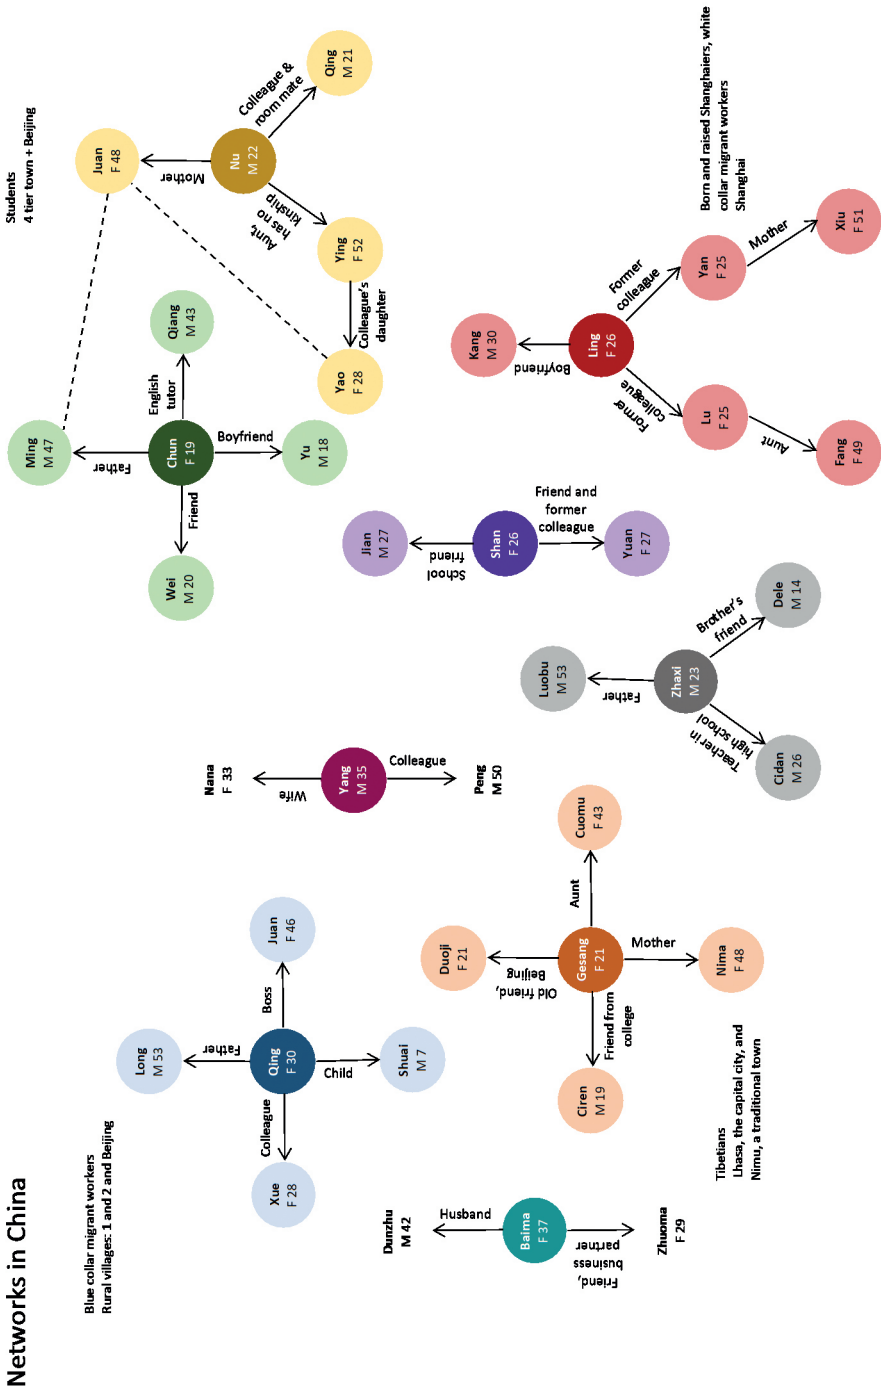 Networks in China
Blue collar migrant workers
Rural villages: 1 and 2 and Beijing
Long
M 53
Father
Xue
F 28
Colleague
Qing
F 30
Boss
Juan
F 46
Child
Shuai
M 7
Nana
F 33
Wife
Yang
M 35
Colleague
Peng
M 50
Students
4 tier town + Beijing
Ming
M 47
Father
Wei
M 20
Friend
Chun
F 19
English
tutor
Qiang
M 43
Boyfriend
Yu
M 18
Juan
F 48
Mother
Nu
M 22
Colleague &
room mate
Qing
M 21
Aunt,
has no
kinship
Ying
F 52
Colleague's
daughter
Yao
F 28
Jian
M 27
School
friend
Shan
F 26
Friend and
former
colleague
Yuan
F 27
Dunzhu
M 42
Husband
Baima
F 37
Friend,
business
partner
Zhuoma
F 29
Duoji
F 21
Old friend,
Beijing
Ciren
M 19
Friend from
college
Gesang
F 21
Aunt
Cuomu
F 43
Mother
Nima
F 48
Tibetians
Lhasa, the capital city, and
Nimu, a traditional town
Luobu
M 53
Father
Zhaxi
M 23
Teacher in
high school
Cidan
M 26
Brother's
friend
Dele
M 14
Kang
M 30
Boyfriend
Ling
F 26
Former
colleague
Lu
F 25
Aunt
Fang
F 49
Former
colleague
Yan
F 25
Mother
Xiu
F 51
Born and raised Shanghaiers, white
collar migrant workers
Shanghai